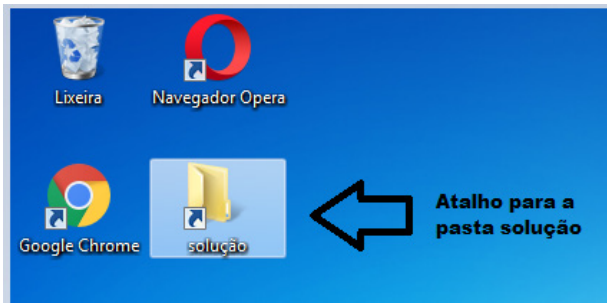 Lixeira
Navegador Opera
Google Chrome
solução
Atalho para a
pasta solução